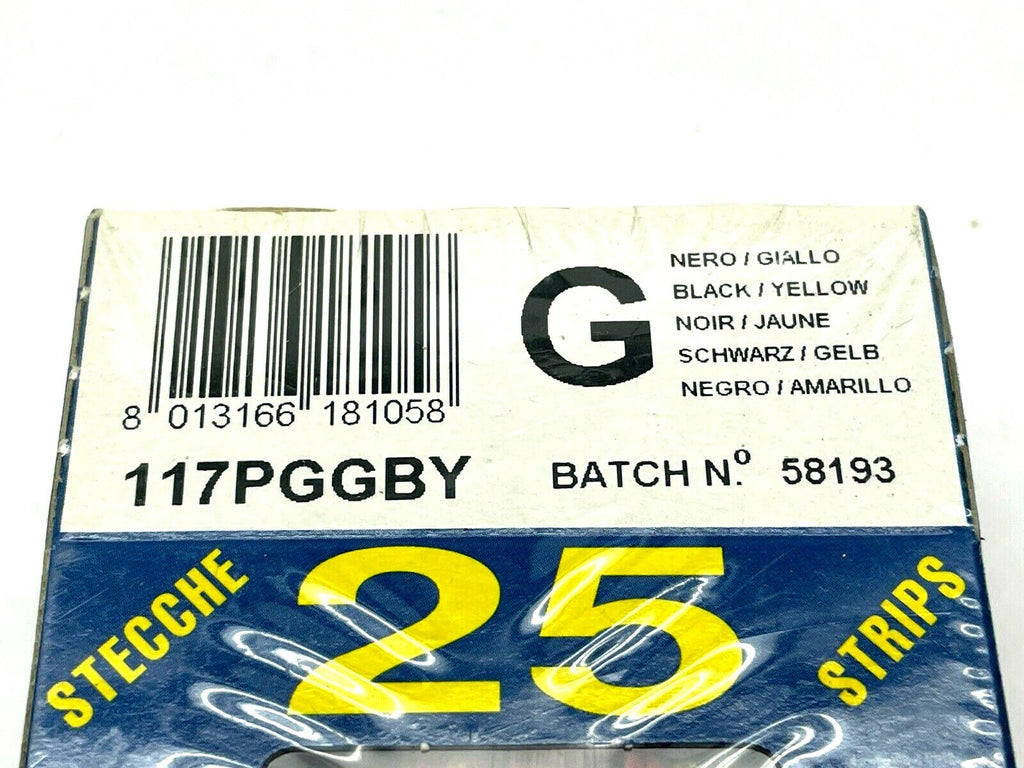 8 013166 181058
G
NERO / GIALLO
BLACK / YELLOW
NOIR / JAUNE
SCHWARZ / GELB
NEGRO / AMARILLO
117PGGBY
BATCH N.º 58193
STECCHE
25
STRIPS